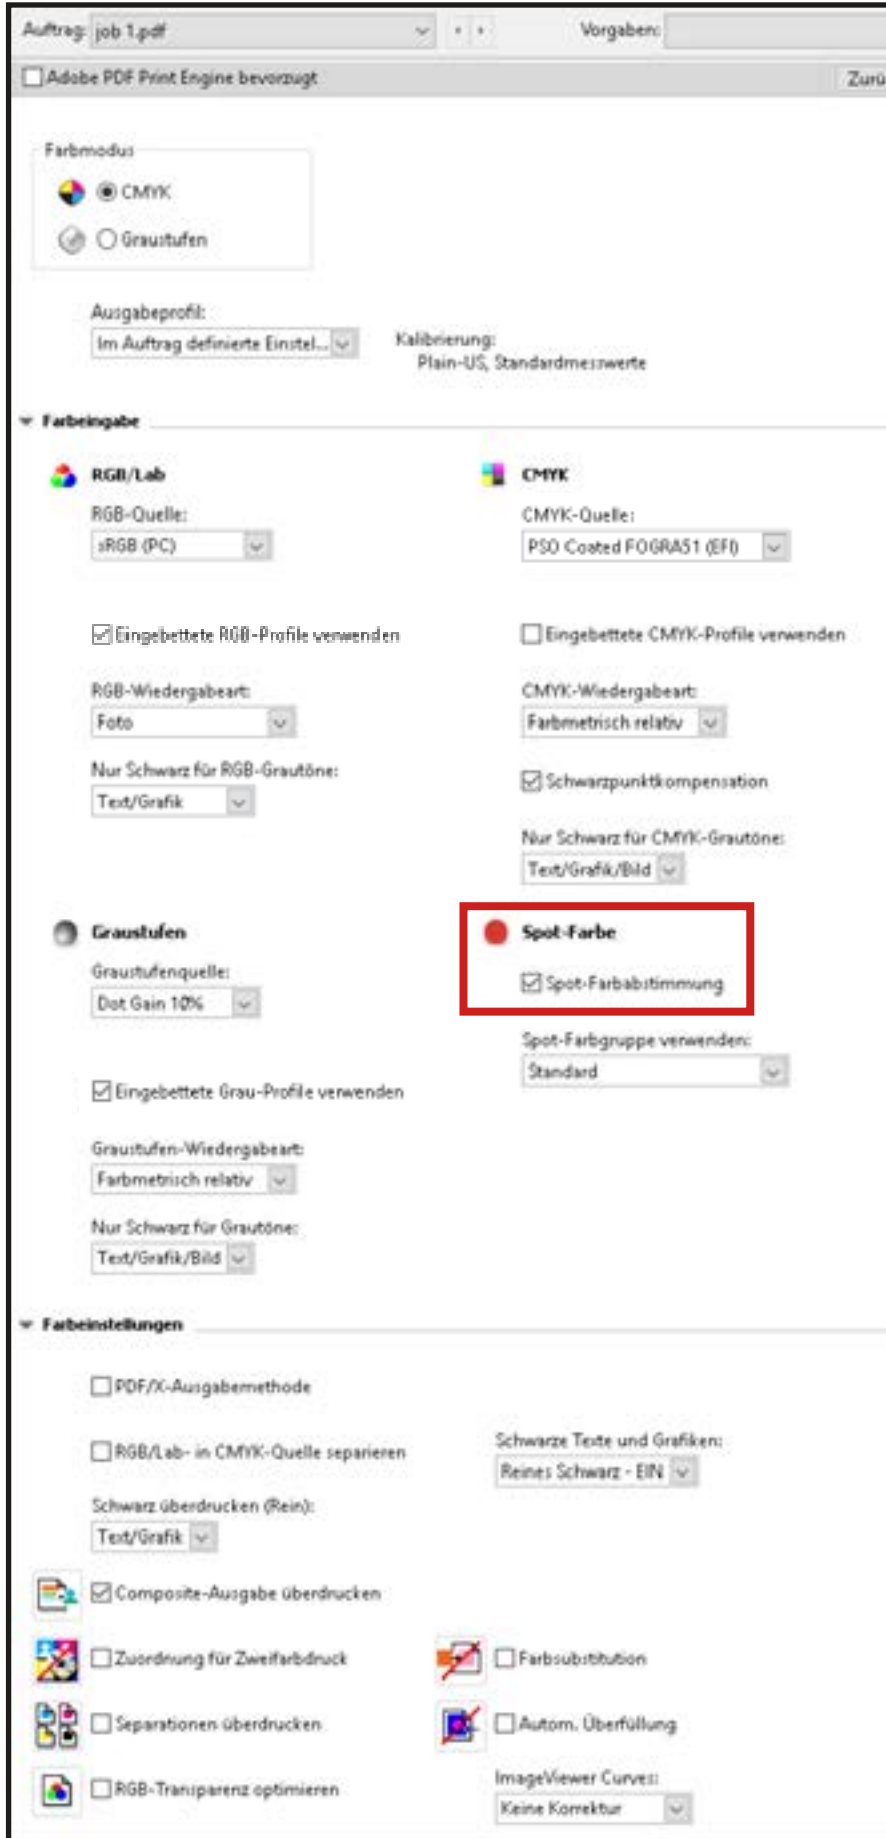 Auftrag: job 1.pdf Vorgaben:
Adobe PDF Print Engine bevorzugt Zurü
Farbmodus
CMYK
Graustufen
Ausgabeprofil:
Im Auftrag definierte Einstel...
Kalibrierung:
Plain-US, Standardmesswerte
Farbeingabe
RGB/Lab
RGB-Quelle:
sRGB (PC)
Eingebettete RGB-Profile verwenden
RGB-Wiedergabeart:
Foto
Nur Schwarz für RGB-Grautöne:
Text/Grafik
CMYK
CMYK-Quelle:
PSO Coated FOGRA51 (EFI)
Eingebettete CMYK-Profile verwenden
CMYK-Wiedergabeart:
Farbmetrisch relativ
Schwarzpunktkompensation
Nur Schwarz für CMYK-Grautöne:
Text/Grafik/Bild
Graustufen
Graustufenquelle:
Dot Gain 10%
Eingebettete Grau-Profile verwenden
Graustufen-Wiedergabeart:
Farbmetrisch relativ
Nur Schwarz für Grautöne:
Text/Grafik/Bild
Spot-Farbe
Spot-Farbabstimmung
Spot-Farbgruppe verwenden:
Standard
Farbeinstellungen
PDF/X-Ausgabemethode
RGB/Lab- in CMYK-Quelle separieren
Schwarze Texte und Grafiken:
Reines Schwarz - EIN
Schwarz überdrucken (Rein):
Text/Grafik
Composite-Ausgabe überdrucken
Zuordnung für Zweifarbdruck
Farbsubstitution
Separationen überdrucken
Autom. Überfüllung
RGB-Transparenz optimieren
ImageViewer Curves:
Keine Korrektur